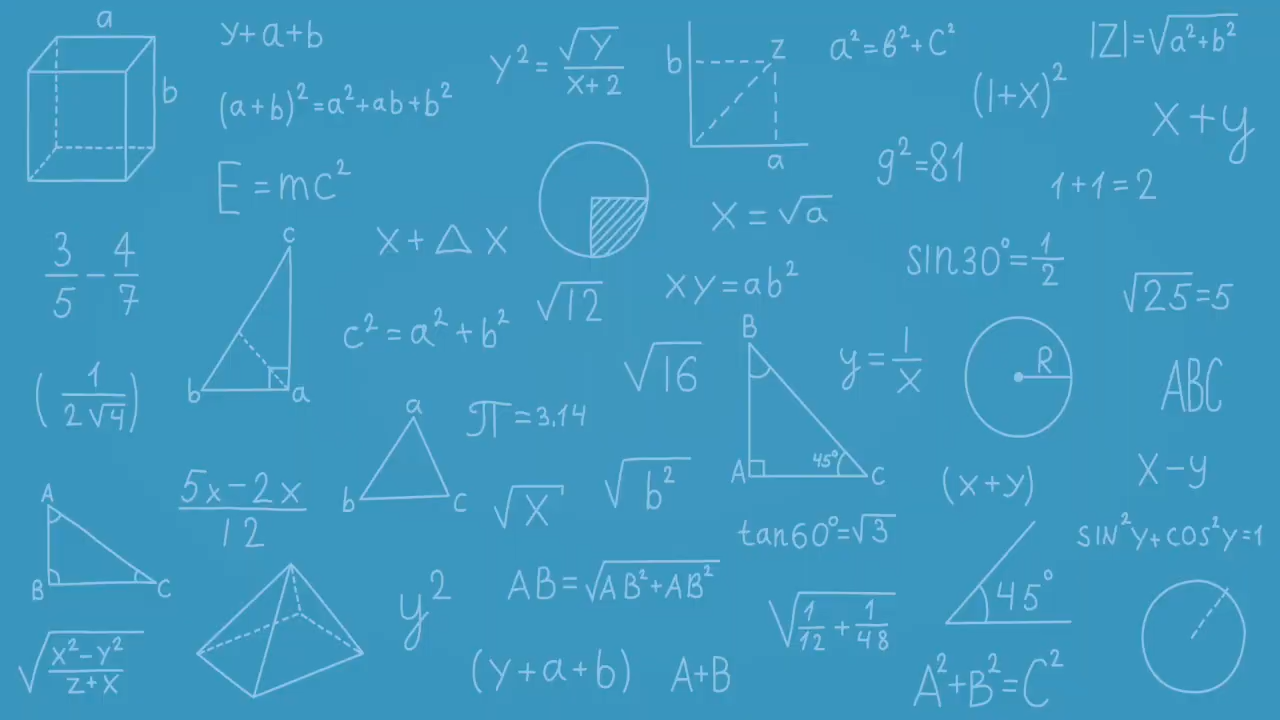 a
b
y+a+b
(a+b)²=a²+ab+b²
E=mc²
y²=√y/(x+2)
b
z
a
a²=в²+c²
(1+x)²
|Z|=√(a²+b²)
x+y
g²=81
1+1=2
x=√a
3/5-4/7
c
b
a
x+△x
c²=a²+b²
√12
xy=ab²
sin30°=1/2
√25=5
(1/2√4)
√16
B
A
C
45°
y=1/x
R
ABC
a
b
c
π=3,14
A
B
C
(5x-2x)/12
√x
√b²
(x+y)
x-y
tan60°=√3
sin²y+cos²y=1
y²
AB=√(AB²+AB²)
√(1/12+1/48)
45°
√((x²-y²)/(z+x))
(y+a+b)
A+B
A²+B²=C²